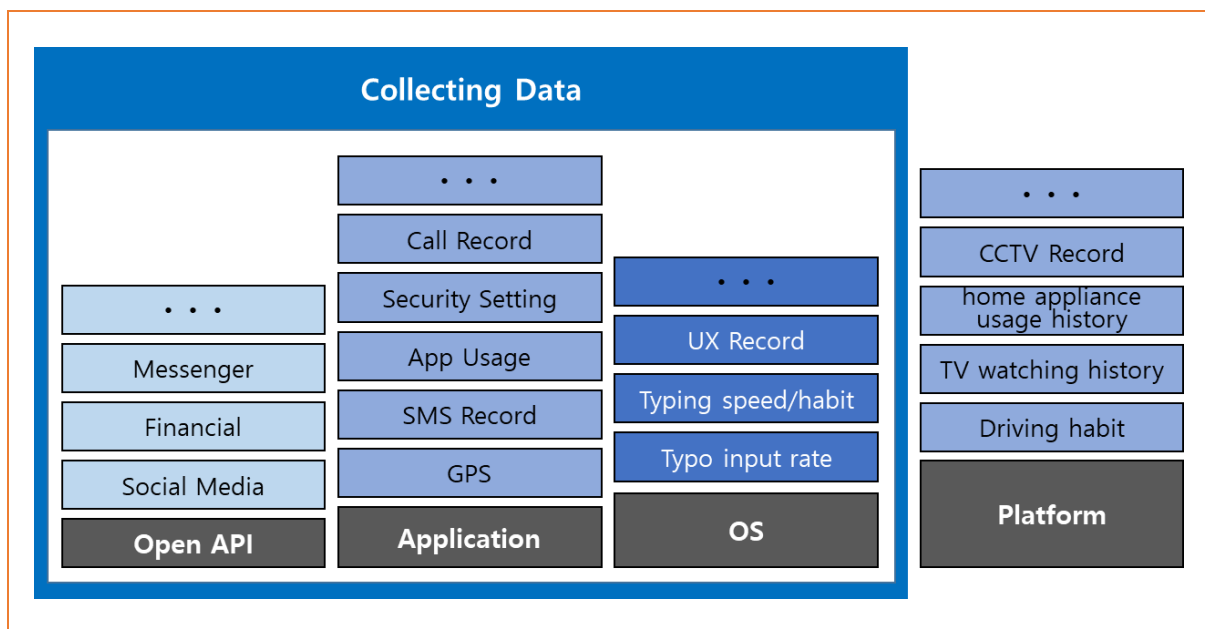 Collecting Data
• • •
Messenger
Financial
Social Media
Open API
• • •
Call Record
Security Setting
App Usage
SMS Record
GPS
Application
• • •
UX Record
Typing speed/habit
Typo input rate
OS
• • •
CCTV Record
home appliance
usage history
TV watching history
Driving habit
Platform